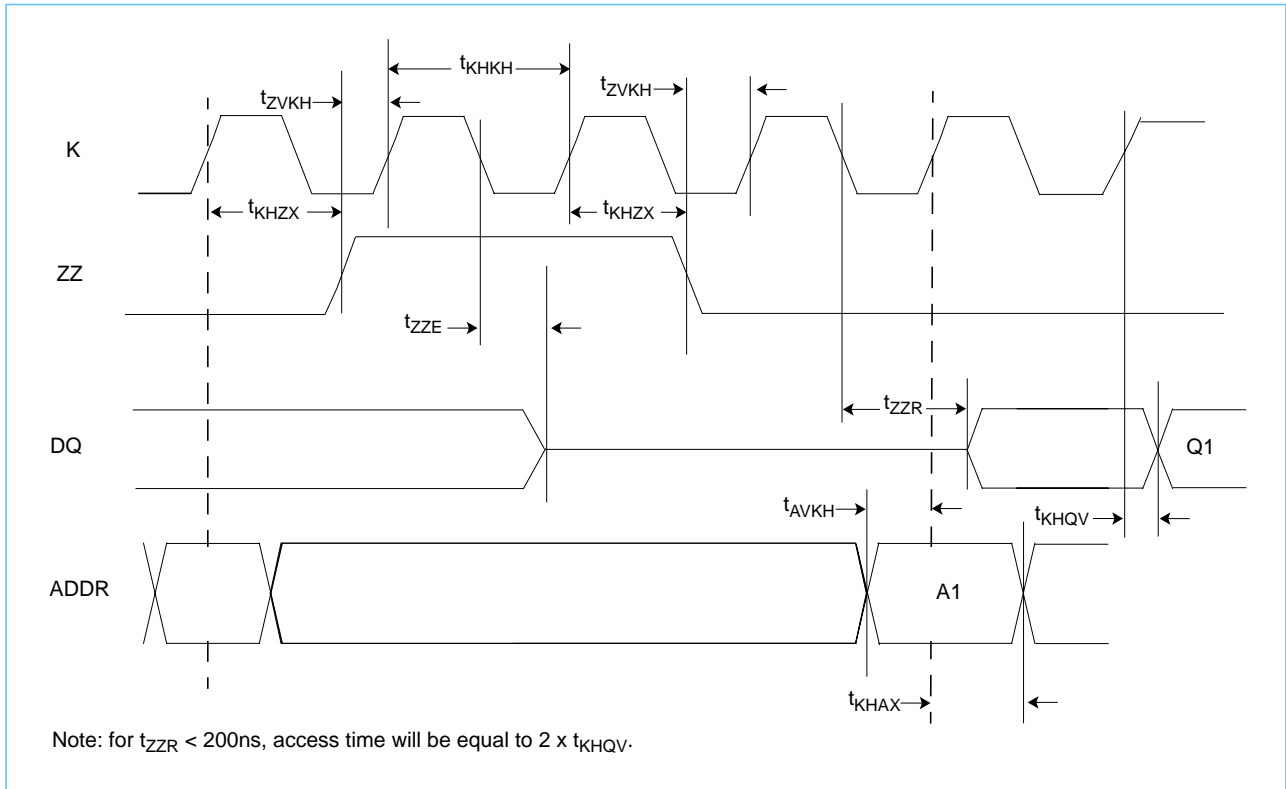 tKHKH
tZVKH
tZVKH
K
tKHZX
tKHZX
ZZ
tZZE
tZZR
DQ
Q1
tAVKH
tKHQV
ADDR
A1
tKHAX
Note: for tZZR < 200ns, access time will be equal to 2 x tKHQV.